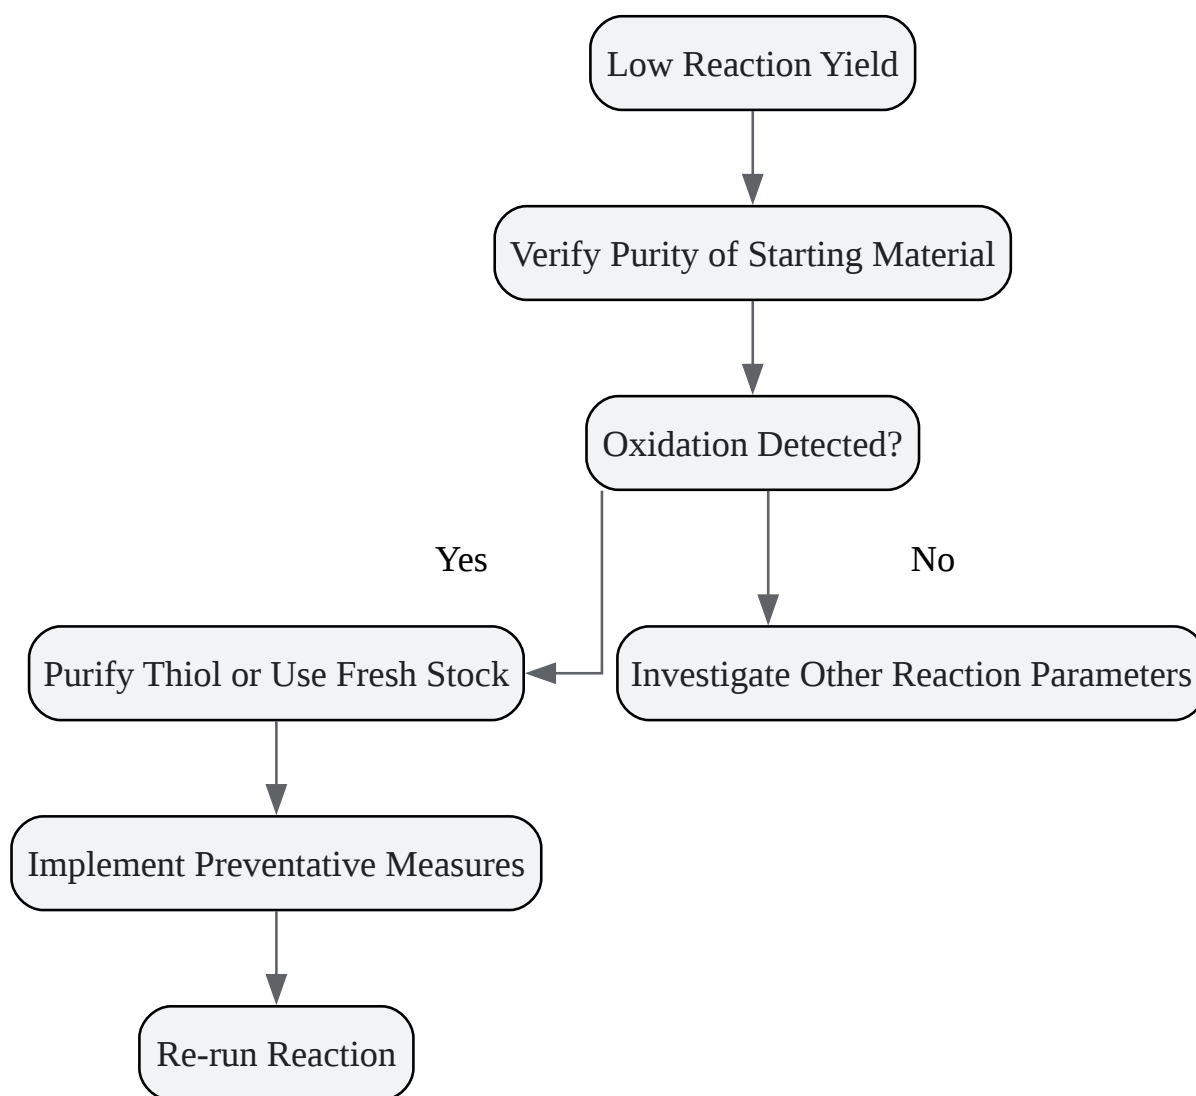 Low Reaction Yield
Verify Purity of Starting Material
Oxidation Detected?
Yes
No
Purify Thiol or Use Fresh Stock
Investigate Other Reaction Parameters
Implement Preventative Measures
Re-run Reaction